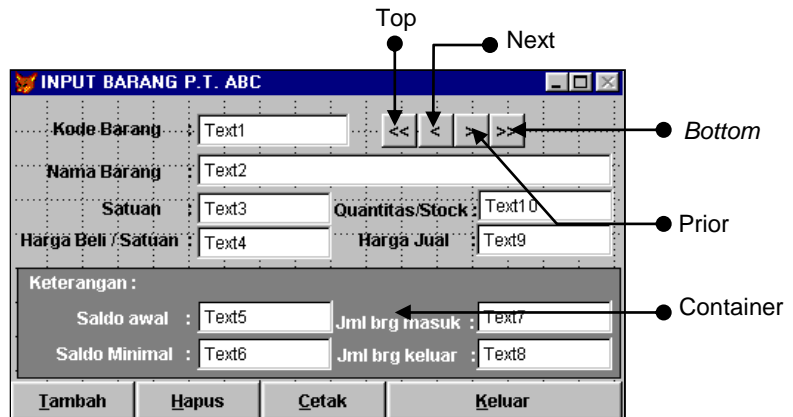 Top
Next
INPUT BARANG P.T. ABC
Kode Barang : Text1 << < > >>
Bottom
Nama Barang : Text2
Satuan : Text3 Quantitas/Stock : Text10
Prior
Harga Beli / Satuan : Text4 Harga Jual : Text9
Keterangan :
Container
Saldo awal : Text5 Jml brg masuk : Text7
Saldo Minimal : Text6 Jml brg keluar : Text8
Tambah Hapus Cetak Keluar